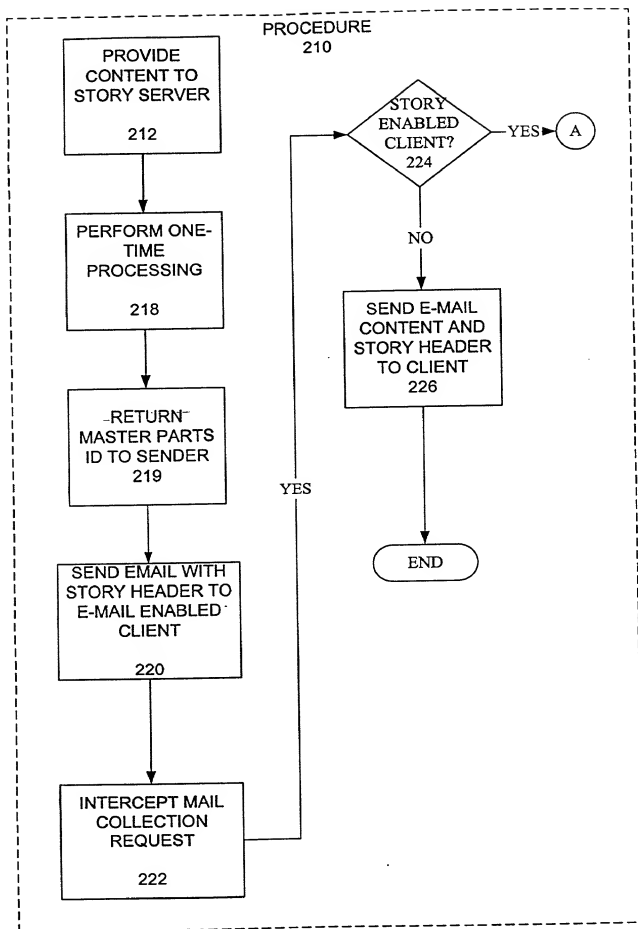 PROCEDURE
210
PROVIDE
CONTENT TO
STORY SERVER
212
PERFORM ONE-
TIME
PROCESSING
218
RETURN
MASTER PARTS
ID TO SENDER
219
SEND EMAIL WITH
STORY HEADER TO
E-MAIL ENABLED
CLIENT
220
INTERCEPT MAIL
COLLECTION
REQUEST
222
YES
STORY
ENABLED
CLIENT?
224
YES
A
NO
SEND E-MAIL
CONTENT AND
STORY HEADER
TO CLIENT
226
END